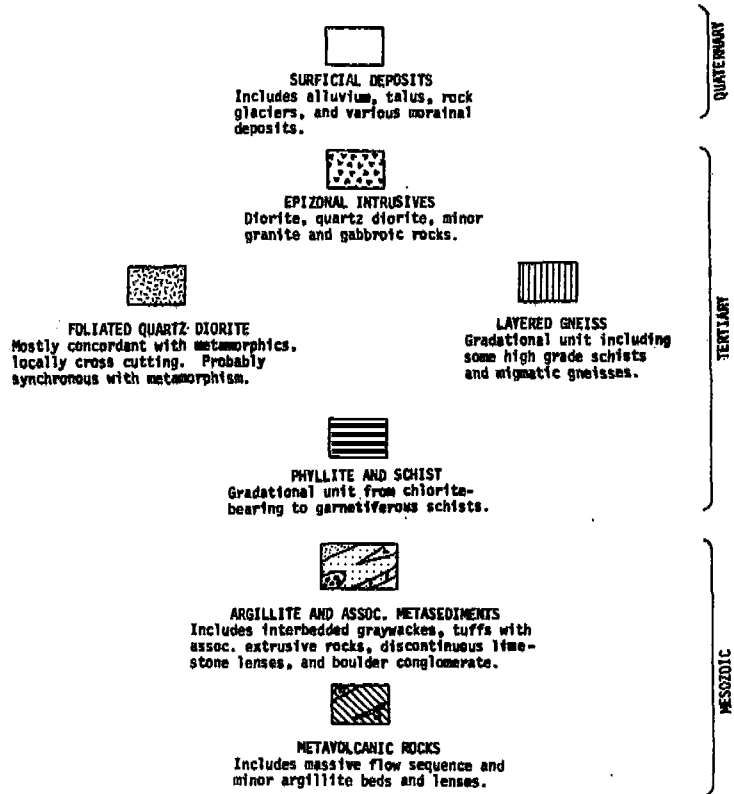 SURFICIAL DEPOSITS
Includes alluvium, talus, rock
glaciers, and various morainal
deposits.
QUATERNARY
EPIZONAL INTRUSIVES
Diorite, quartz diorite, minor
granite and gabbroic rocks.
FOLIATED QUARTZ DIORITE
Mostly concordant with metamorphics,
locally cross cutting. Probably
synchronous with metamorphism.
LAYERED GNEISS
Gradational unit including
some high grade schists
and migmatic gneisses.
TERTIARY
PHYLLITE AND SCHIST
Gradational unit from chlorite-
bearing to garnetiferous schists.
ARGILLITE AND ASSOC. METASEDIMENTS
Includes interbedded graywackes, tuffs with
assoc. extrusive rocks, discontinuous lime-
stone lenses, and boulder conglomerate.
MESOZOIC
METAVOLCANIC ROCKS
Includes massive flow sequence and
minor argillite beds and lenses.